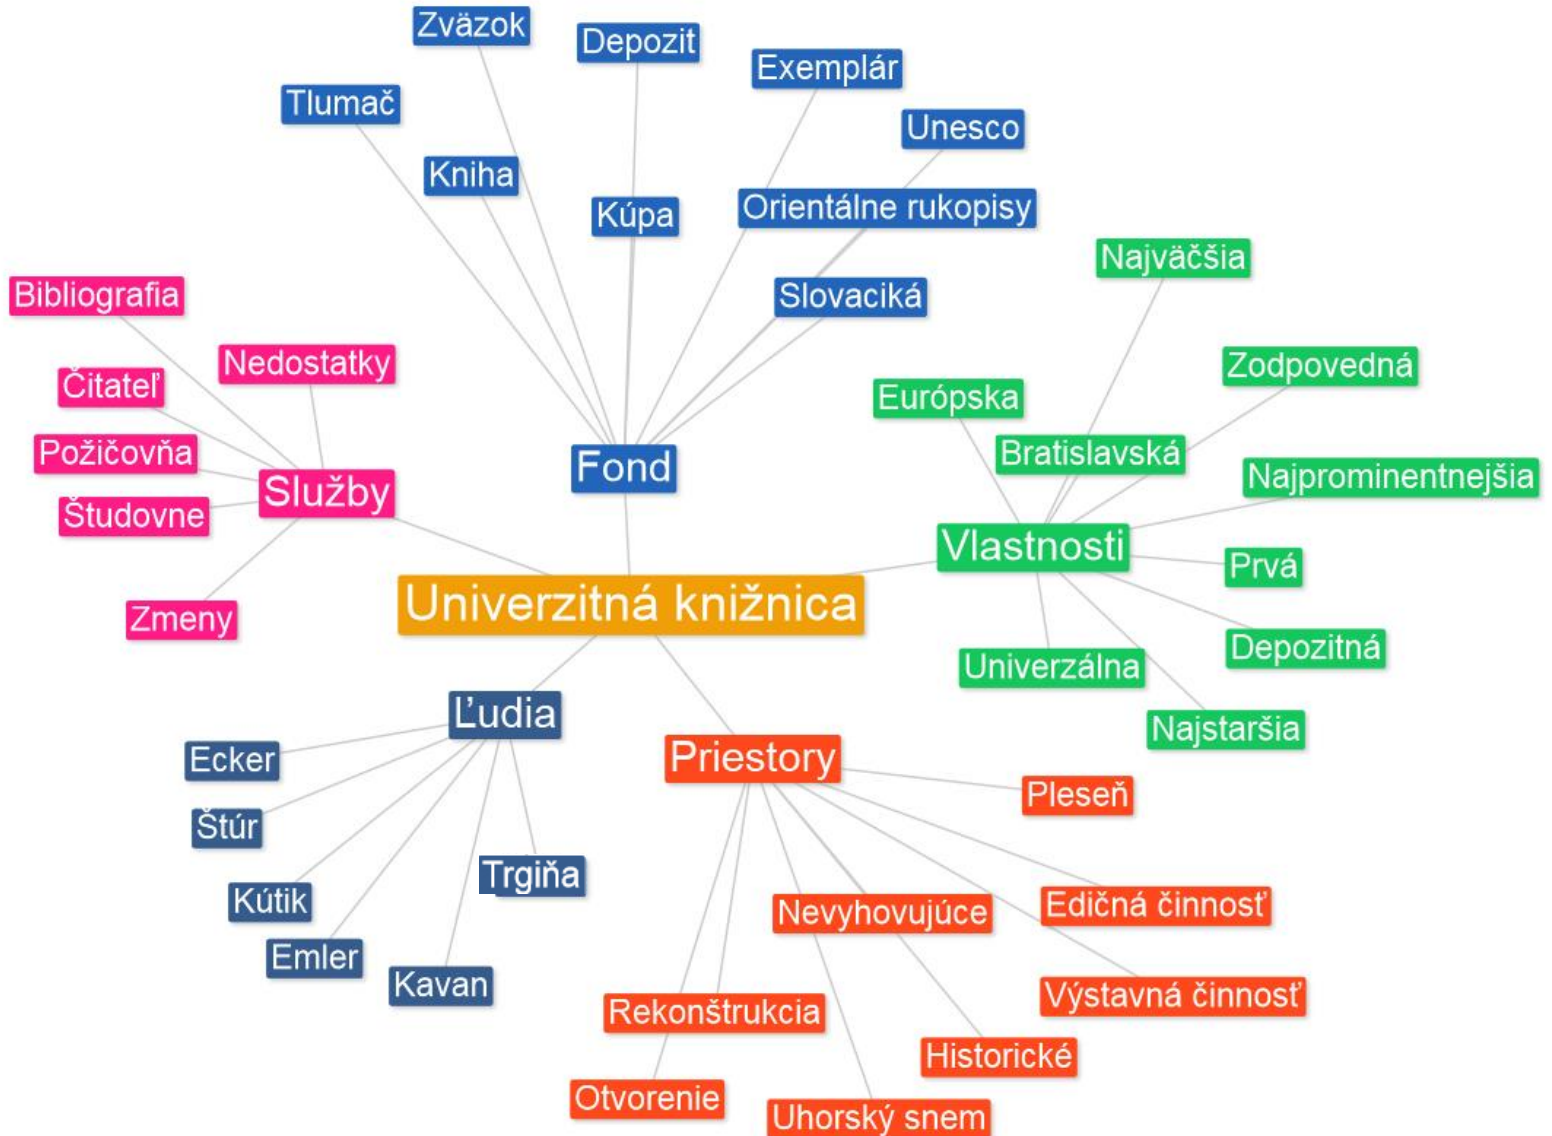 Zväzok
Depozit
Exemplár
Tlumač
Unesco
Kniha
Kúpa
Orientálne rukopisy
Slovaciká
Fond
Najväčšia
Zodpovedná
Európska
Bratislavská
Najprominentnejšia
Vlastnosti
Prvá
Depozitná
Univerzálna
Najstaršia
Bibliografia
Nedostatky
Čitateľ
Požičovňa
Služby
Študovne
Zmeny
Univerzitná knižnica
Ľudia
Ecker
Štúr
Kútik
Emler
Kavan
Trgiňa
Priestory
Pleseň
Edičná činnosť
Nevyhovujúce
Výstavná činnosť
Rekonštrukcia
Historické
Otvorenie
Uhorský snem